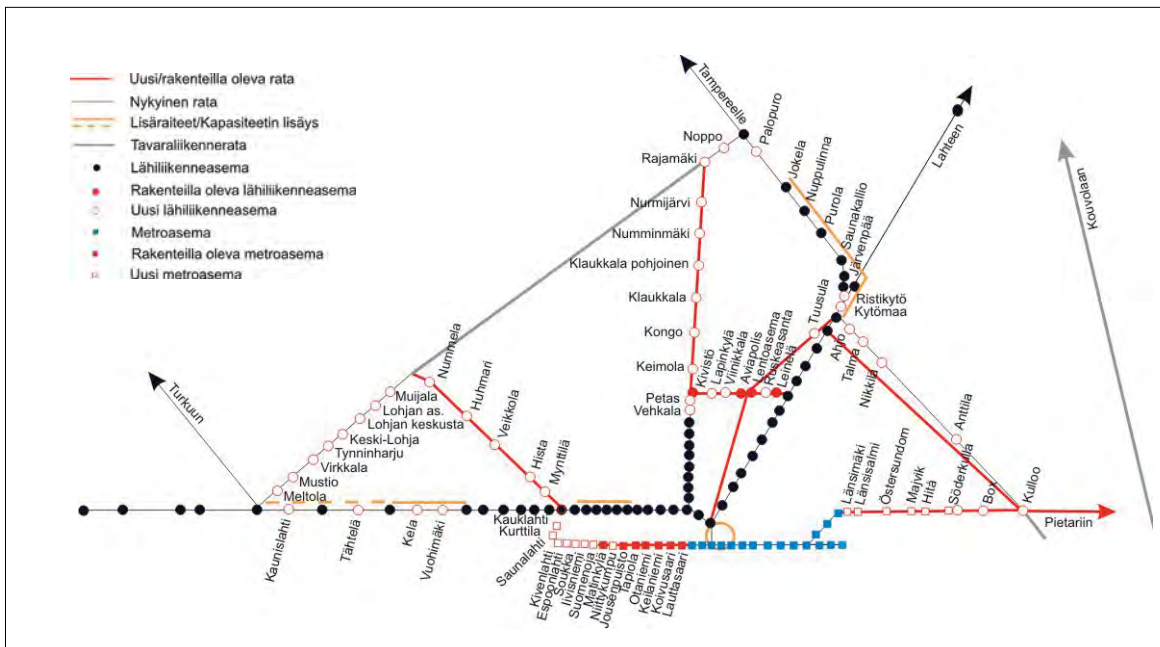 Uusi/rakenteilla oleva rata
Nykyinen rata
Lisäraiteet/Kapasiteetin lisäys
Tavaraliikennerata
Lähiliikenneasema
Rakenteilla oleva lähiliikenneasema
Uusi lähiliikenneasema
Metroasema
Rakenteilla oleva metroasema
Uusi metroasema
Tampereelle
Palopuro
Noppo
Rajamäki
Jokela
Nuppulinna
Purola
Saunakallio
Järvenpää
Lahteen
Kouvolaan
Nurmijärvi
Numminmäki
Klaukkala pohjoinen
Klaukkala
Kongo
Keimola
Petas
Vehkala
Kivistö
Lapinkylä
Viinikkala
Aviapolis
Lentoasema
Ruskeasanta
Leinelä
Tuusula
Ristikytö
Kytömaa
Ahjo
Talma
Nikkilä
Anttila
Turkuun
Nummela
Huhmari
Veikkola
Hista
Mynttilä
Muijala
Lohjan as.
Lohjan keskusta
Keski-Lohja
Tynninharju
Virkkala
Mustio
Meltola
Kaunislahti
Tähtelä
Kela
Vuohimäki
Kauklahti
Kurttila
Saunalahti
Kivenlahti
Espoonlahti
Soukka
Iivisniemi
Suomenoja
Matinkylä
Niittykumpu
Jousenpuisto
Tapiola
Otaniemi
Keilaniemi
Koivusaari
Lauttasaari
Länsimäki
Länsisalmi
Östersundom
Majvik
Hitå
Söderkulla
Box
Kulloo
Pietariin